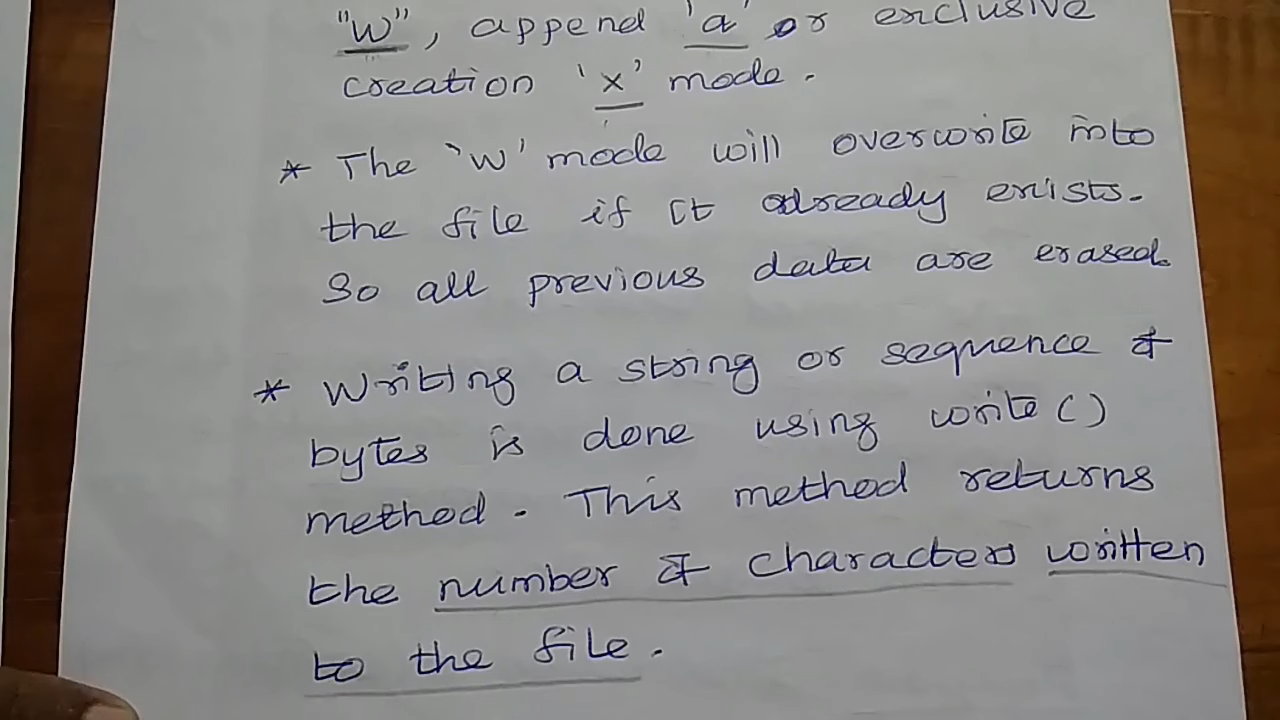 "W", append 'a' or exclusive
creation 'x' mode.
* The 'W' mode will overwrite into
the file if it already exists.
So all previous data are erased.
* Writing a string or sequence of
bytes is done using write()
method. This method returns
the number of characters written
to the file.